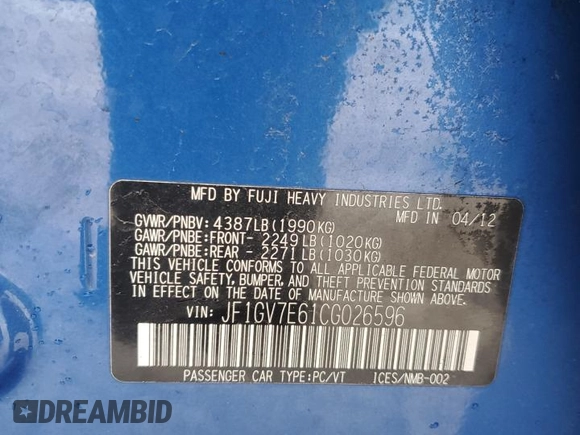 MFD BY FUJI HEAVY INDUSTRIES LTD.
MFD IN 04/12
GVWR/PNBV: 4387LB(1990KG)
GAWR/PNBE:FRONT- 2249LB(1020KG)
GAWR/PNBE:REAR - 2271LB(1030KG)
THIS VEHICLE CONFORMS TO ALL APPLICABLE FEDERAL MOTOR
VEHICLE SAFETY, BUMPER, AND THEFT PREVENTION STANDARDS
IN EFFECT ON THE DATE OF MANUFACTURE SHOWN ABOVE.
VIN: JF1GV7E61CG026596
PASSENGER CAR TYPE:PC/VT ICES/NMB-002
DREAMBID